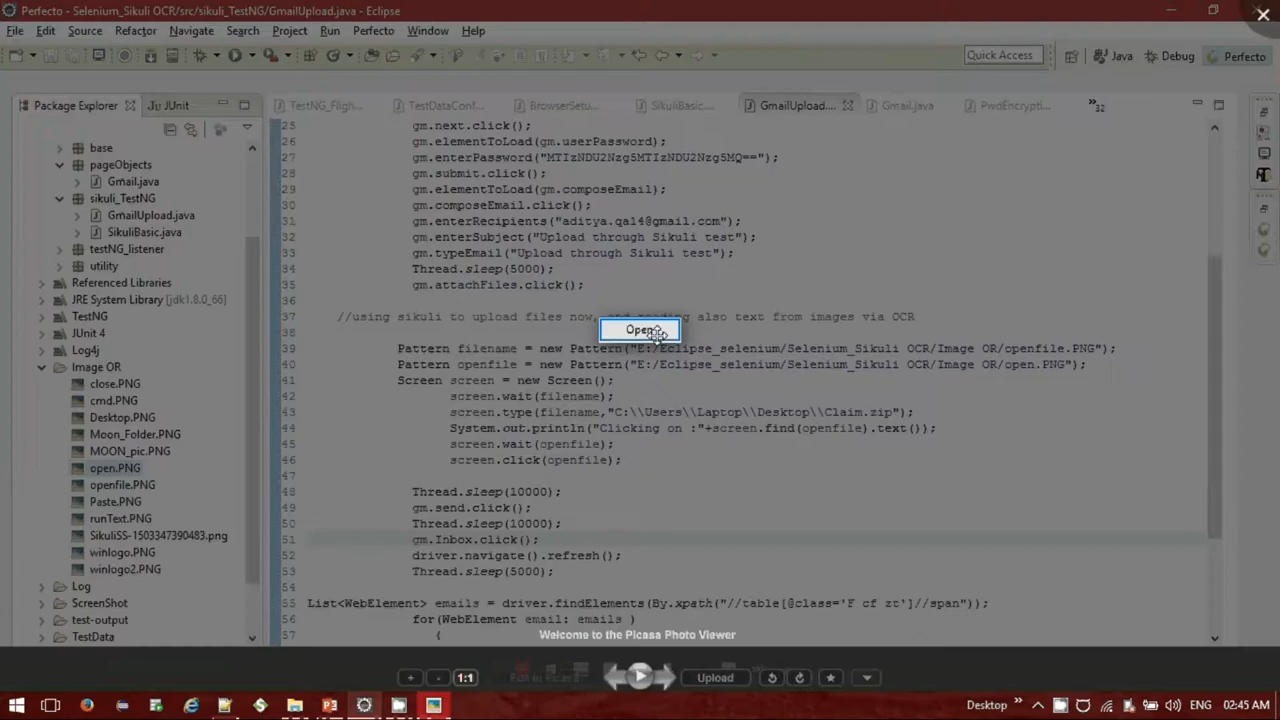 Perfecto - Selenium_Sikuli OCR/src/sikuli_TestNG/GmailUpload.java - Eclipse
File Edit Source Refactor Navigate Search Project Run Perfecto Window Help
Quick Access Java Debug Perfecto
Package Explorer JUnit
TestNG_Fligh... TestDataConf... BrowserSetu... SikuliBasic.... GmailUpload.... Gmail.java PwdEncrypti... 32
base
pageObjects
Gmail.java
sikuli_TestNG
GmailUpload.java
SikuliBasic.java
testNG_listener
utility
Referenced Libraries
JRE System Library [jdk1.8.0_66]
TestNG
JUnit 4
Log4j
Image OR
close.PNG
cmd.PNG
Desktop.PNG
Moon_Folder.PNG
MOON_pic.PNG
open.PNG
openfile.PNG
Paste.PNG
runText.PNG
SikuliSS-1503347390483.png
winlogo.PNG
winlogo2.PNG
Log
ScreenShot
test-output
TestData
25 gm.next.click();
26 gm.elementToLoad(gm.userPassword);
27 gm.enterPassword("MTIzNDU2Nzg5MTIzNDU2Nzg5MQ==");
28 gm.submit.click();
29 gm.elementToLoad(gm.composeEmail);
30 gm.composeEmail.click();
31 gm.enterRecipients("aditya.qa14@gmail.com");
32 gm.enterSubject("Upload through Sikuli test");
33 gm.typeEmail("Upload through Sikuli test");
34 Thread.sleep(5000);
35 gm.attachFiles.click();
36
37 //using sikuli to upload files now, and reading also text from images via OCR
38
Open
39 Pattern filename = new Pattern("E:/Eclipse_selenium/Selenium_Sikuli OCR/Image OR/openfile.PNG");
40 Pattern openfile = new Pattern("E:/Eclipse_selenium/Selenium_Sikuli OCR/Image OR/open.PNG");
41 Screen screen = new Screen();
42 screen.wait(filename);
43 screen.type(filename,"C:\\Users\\Laptop\\Desktop\\Claim.zip");
44 System.out.println("Clicking on :"+screen.find(openfile).text());
45 screen.wait(openfile);
46 screen.click(openfile);
47
48 Thread.sleep(10000);
49 gm.send.click();
50 Thread.sleep(10000);
51 gm.Inbox.click();
52 driver.navigate().refresh();
53 Thread.sleep(5000);
54
55 List<WebElement> emails = driver.findElements(By.xpath("//table[@class='F cf zt']//span"));
56 for(WebElement email: emails )
57 {
Welcome to the Picasa Photo Viewer
+ - 1:1 Edit in Picasa Upload
Desktop ENG 02:45 AM